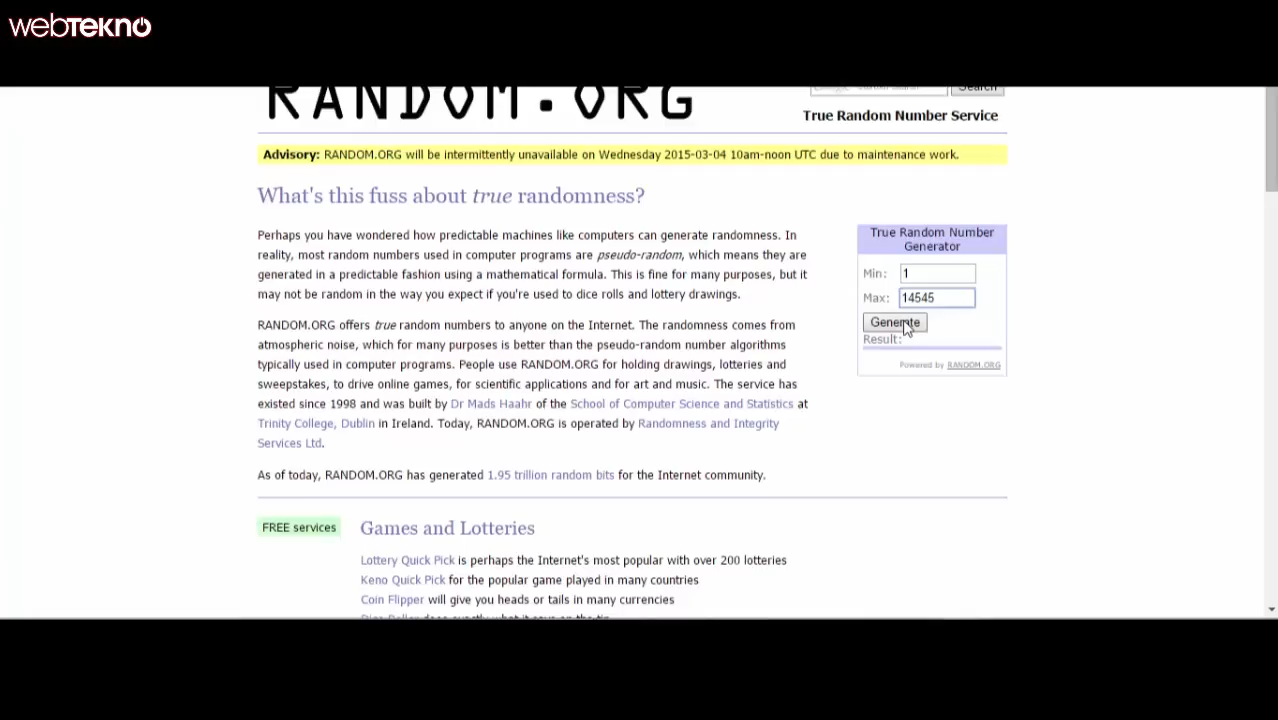 webTEKNO
RANDOM.ORG
Search
True Random Number Service
Advisory: RANDOM.ORG will be intermittently unavailable on Wednesday 2015-03-04 10am-noon UTC due to maintenance work.
What's this fuss about true randomness?
Perhaps you have wondered how predictable machines like computers can generate randomness. In
reality, most random numbers used in computer programs are pseudo-random, which means they are
generated in a predictable fashion using a mathematical formula. This is fine for many purposes, but it
may not be random in the way you expect if you're used to dice rolls and lottery drawings.
RANDOM.ORG offers true random numbers to anyone on the Internet. The randomness comes from
atmospheric noise, which for many purposes is better than the pseudo-random number algorithms
typically used in computer programs. People use RANDOM.ORG for holding drawings, lotteries and
sweepstakes, to drive online games, for scientific applications and for art and music. The service has
existed since 1998 and was built by Dr Mads Haahr of the School of Computer Science and Statistics at
Trinity College, Dublin in Ireland. Today, RANDOM.ORG is operated by Randomness and Integrity
Services Ltd.
As of today, RANDOM.ORG has generated 1.95 trillion random bits for the Internet community.
True Random Number
Generator
Min: 1
Max: 14545
Generate
Result:
Powered by RANDOM.ORG
FREE services
Games and Lotteries
Lottery Quick Pick is perhaps the Internet's most popular with over 200 lotteries
Keno Quick Pick for the popular game played in many countries
Coin Flipper will give you heads or tails in many currencies